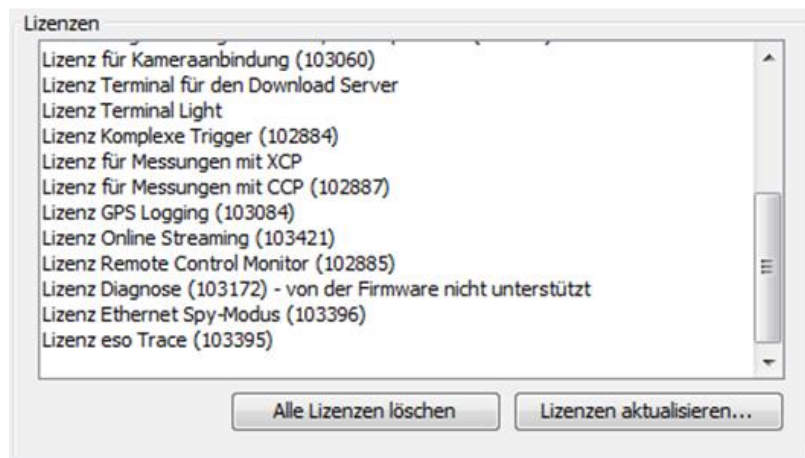 Lizenzen
Lizenz für Kameraanbindung (103060)
Lizenz Terminal für den Download Server
Lizenz Terminal Light
Lizenz Komplexe Trigger (102884)
Lizenz für Messungen mit XCP
Lizenz für Messungen mit CCP (102887)
Lizenz GPS Logging (103084)
Lizenz Online Streaming (103421)
Lizenz Remote Control Monitor (102885)
Lizenz Diagnose (103172) - von der Firmware nicht unterstützt
Lizenz Ethernet Spy-Modus (103396)
Lizenz eso Trace (103395)
Alle Lizenzen löschen
Lizenzen aktualisieren...